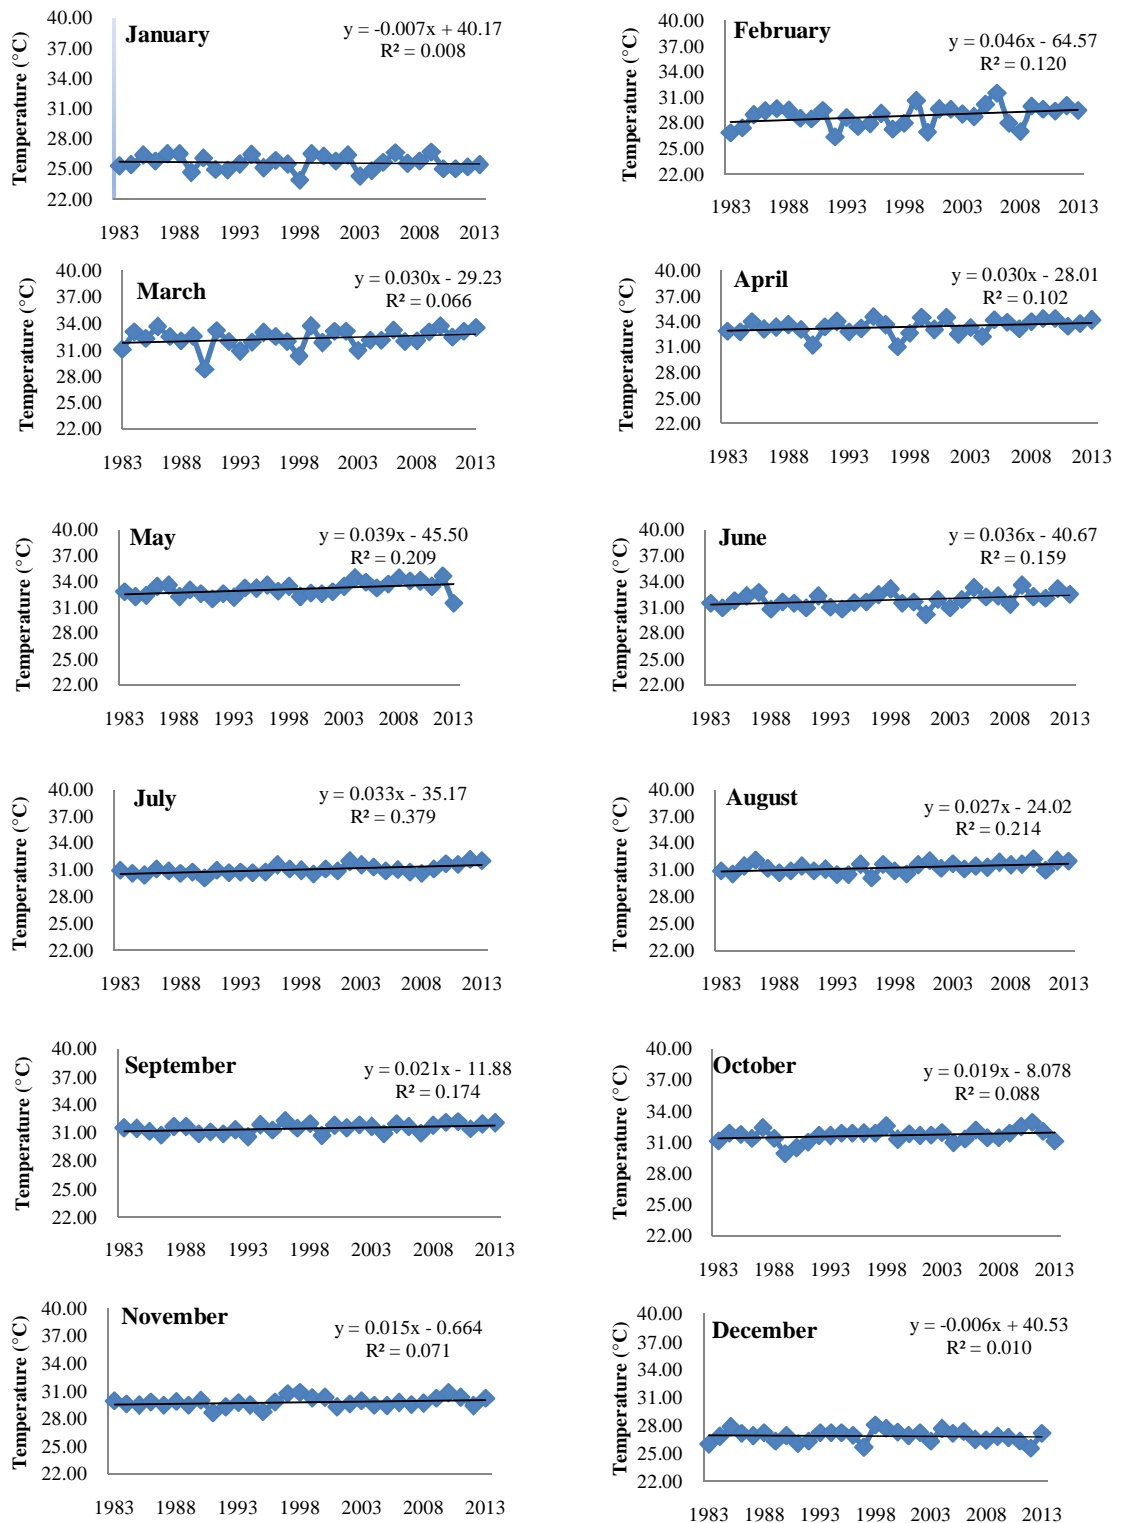 January
y = -0.007x + 40.17
R² = 0.008
Temperature (°C)
40.00
37.00
34.00
31.00
28.00
25.00
22.00
1983 1988 1993 1998 2003 2008 2013
February
y = 0.046x - 64.57
R² = 0.120
Temperature (°C)
40.00
37.00
34.00
31.00
28.00
25.00
22.00
1983 1988 1993 1998 2003 2008 2013
March
y = 0.030x - 29.23
R² = 0.066
Temperature (°C)
40.00
37.00
34.00
31.00
28.00
25.00
22.00
1983 1988 1993 1998 2003 2008 2013
April
y = 0.030x - 28.01
R² = 0.102
Temperature (°C)
40.00
37.00
34.00
31.00
28.00
25.00
22.00
1983 1988 1993 1998 2003 2008 2013
May
y = 0.039x - 45.50
R² = 0.209
Temperature (°C)
40.00
37.00
34.00
31.00
28.00
25.00
22.00
1983 1988 1993 1998 2003 2008 2013
June
y = 0.036x - 40.67
R² = 0.159
Temperature (°C)
40.00
37.00
34.00
31.00
28.00
25.00
22.00
1983 1988 1993 1998 2003 2008 2013
July
y = 0.033x - 35.17
R² = 0.379
Temperature (°C)
40.00
37.00
34.00
31.00
28.00
25.00
22.00
1983 1988 1993 1998 2003 2008 2013
August
y = 0.027x - 24.02
R² = 0.214
Temperature (°C)
40.00
37.00
34.00
31.00
28.00
25.00
22.00
1983 1988 1993 1998 2003 2008 2013
September
y = 0.021x - 11.88
R² = 0.174
Temperature (°C)
40.00
37.00
34.00
31.00
28.00
25.00
22.00
1983 1988 1993 1998 2003 2008 2013
October
y = 0.019x - 8.078
R² = 0.088
Temperature (°C)
40.00
37.00
34.00
31.00
28.00
25.00
22.00
1983 1988 1993 1998 2003 2008 2013
November
y = 0.015x - 0.664
R² = 0.071
Temperature (°C)
40.00
37.00
34.00
31.00
28.00
25.00
22.00
1983 1988 1993 1998 2003 2008 2013
December
y = -0.006x + 40.53
R² = 0.010
Temperature (°C)
40.00
37.00
34.00
31.00
28.00
25.00
22.00
1983 1988 1993 1998 2003 2008 2013